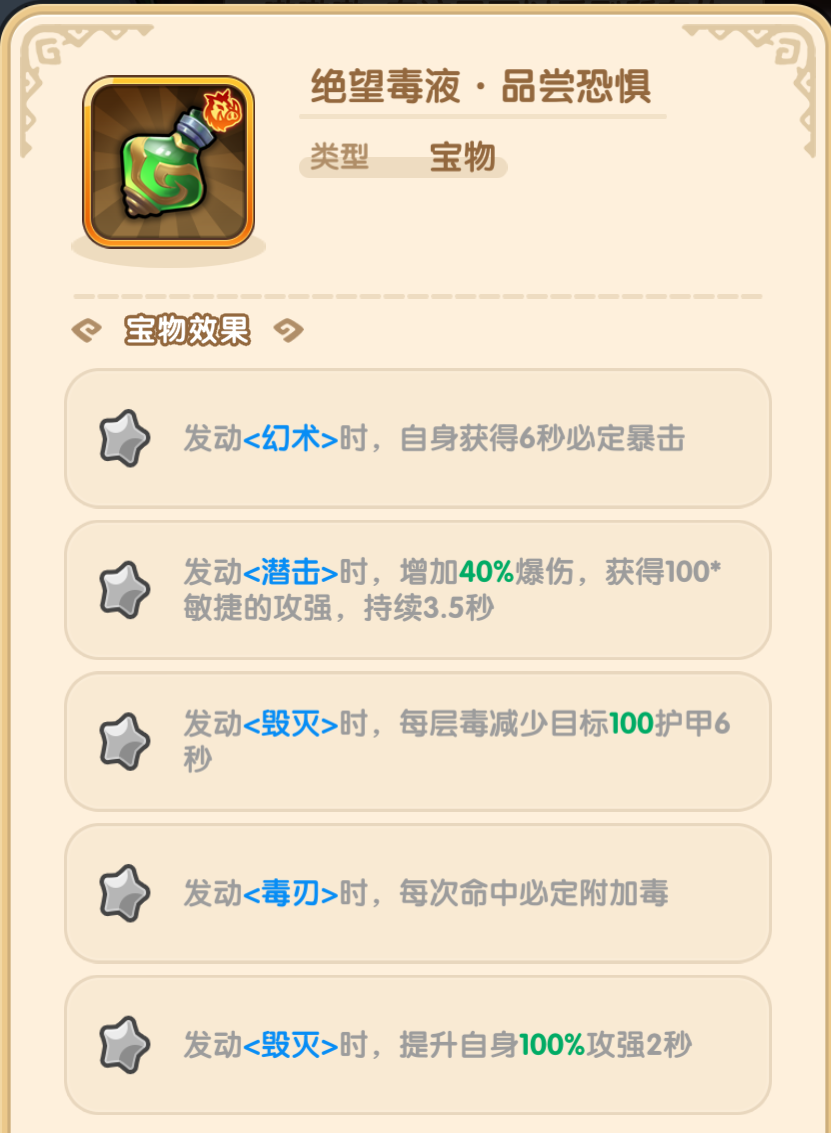 绝望毒液·品尝恐惧
类型 宝物
宝物效果
发动<幻术>时，自身获得6秒必定暴击
发动<潜击>时，增加40%爆伤，获得100*
敏捷的攻强，持续3.5秒
发动<毁灭>时，每层毒减少目标100护甲6
秒
发动<毒刃>时，每次命中必定附加毒
发动<毁灭>时，提升自身100%攻强2秒